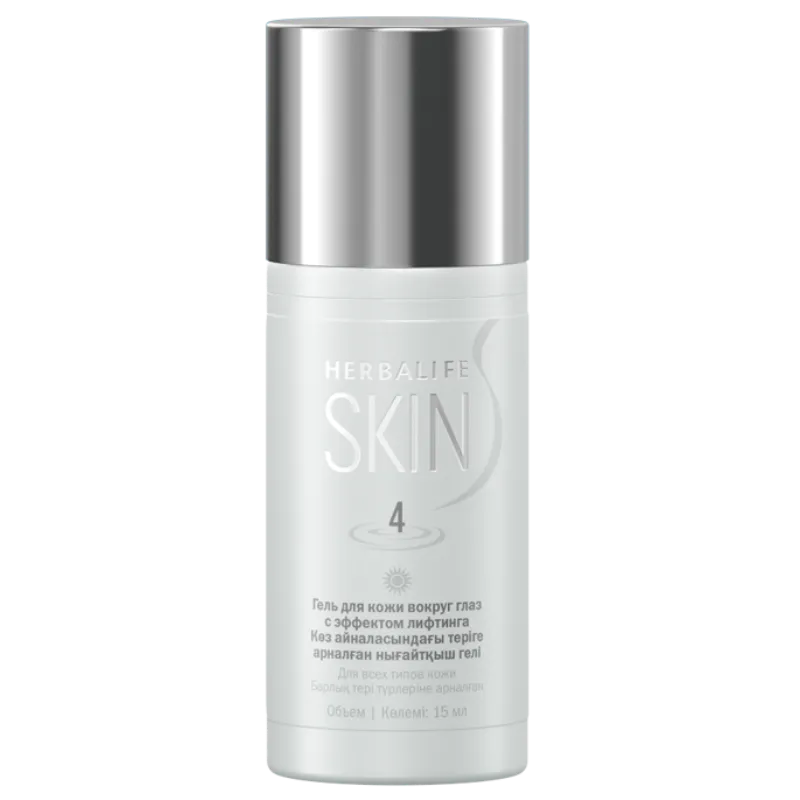 HERBALIFE
SKIN
4
Гель для кожи вокруг глаз
с эффектом лифтинга
Көз айналасындағы теріге
арналған нығайтқыш гелі
Для всех типов кожи
Барлық тері түрлеріне арналған
Объем | Көлемі: 15 мл